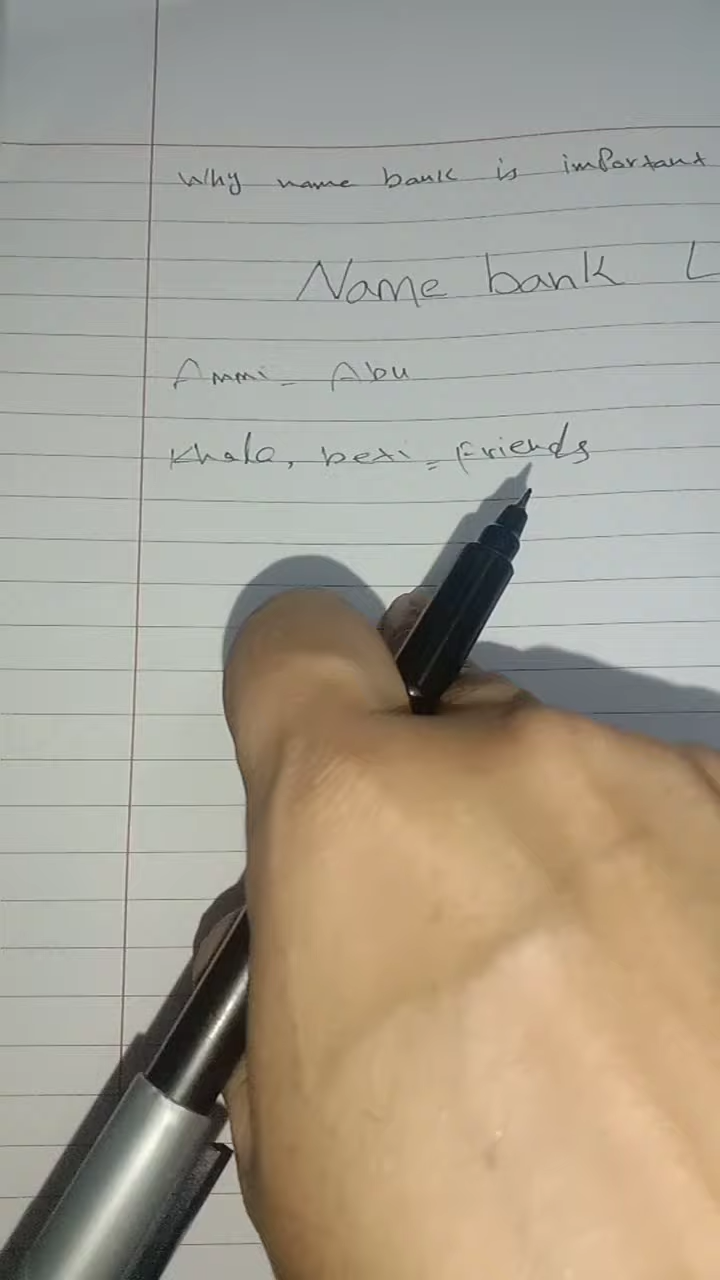 Why name bank is important
Name bank L
Ammi- Abu
Khala, beti = Friends